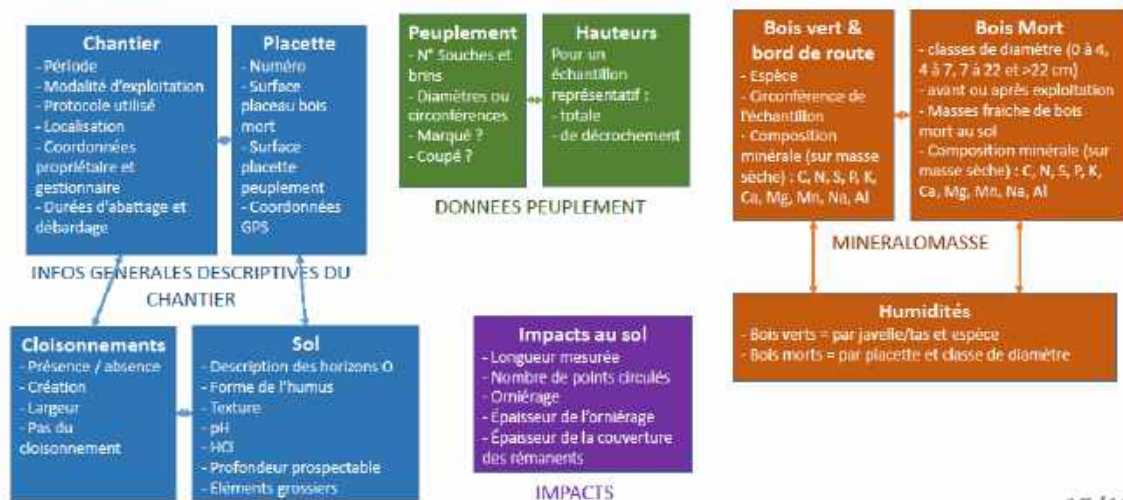 Chantier
- Période
- Modalité d'exploitation
- Protocole utilisé
- Localisation
- Coordonnées
propriétaire et
gestionnaire
- Durées d'abattage et
débardage
Placette
- Numéro
- Surface
placeau bois
mort
- Surface
placette
peuplement
- Coordonnées
GPS
INFOS GENERALES DESCRIPTIVES DU
CHANTIER
Cloisonnements
- Présence / absence
- Création
- Largeur
- Pas du
cloisonnement
Sol
- Description des horizons O
- Forme de l'humus
- Texture
- pH
- HCl
- Profondeur prospectable
- Eléments grossiers
Peuplement
- N° Souches et
brins
- Diamètres ou
circonférences
- Marqué ?
- Coupé ?
Hauteurs
Pour un
échantillon
représentatif :
- totale
- de décrochement
DONNEES PEUPLEMENT
Impacts au sol
- Longueur mesurée
- Nombre de points circulés
- Orniérage
- Épaisseur de l'orniérage
- Épaisseur de la couverture
des rémanents
IMPACTS
Bois vert &
bord de route
- Espèce
- Circonférence de
l'échantillon
- Composition
minérale (sur masse
sèche) : C, N, S, P, K,
Ca, Mg, Mn, Na, Al
Bois Mort
- classes de diamètre (0 à 4,
4 à 7, 7 à 22 et >22 cm)
- avant ou après exploitation
- Masses fraiche de bois
mort au sol
- Composition minérale (sur
masse sèche) : C, N, S, P, K,
Ca, Mg, Mn, Na, Al
MINERALOMASSE
Humidités
- Bois verts = par javelle/tas et espèce
- Bois morts = par placette et classe de diamètre